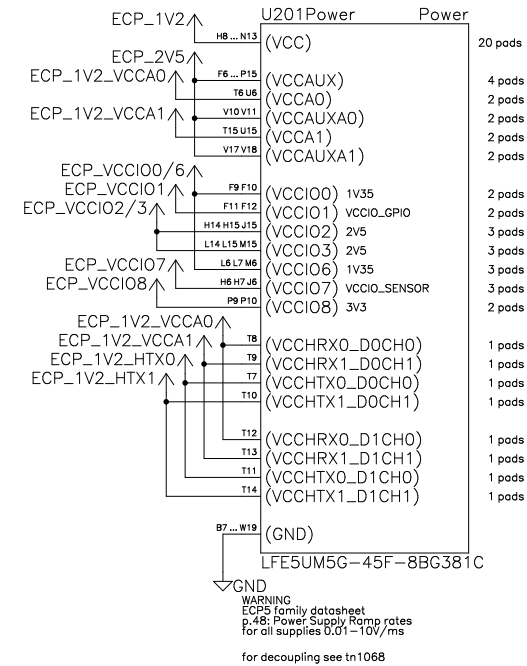 U201Power Power
ECP_1V2
H8 ... N13 (VCC) 20 pads
ECP_2V5
ECP_1V2_VCCA0
F6 ... P15 (VCCAUX) 4 pads
T6 U6 (VCCA0) 2 pads
ECP_1V2_VCCA1
V10 V11 (VCCAUXA0) 2 pads
T15 U15 (VCCA1) 2 pads
V17 V18 (VCCAUXA1) 2 pads
ECP_VCCIO0/6
ECP_VCCIO1
F9 F10 (VCCIO0) 1V35 2 pads
ECP_VCCIO2/3
F11 F12 (VCCIO1) VCCIO_GPIO 2 pads
H14 H15 J15 (VCCIO2) 2V5 3 pads
L14 L15 M15 (VCCIO3) 2V5 3 pads
ECP_VCCIO7
L6 L7 M6 (VCCIO6) 1V35 3 pads
ECP_VCCIO8
H6 H7 J6 (VCCIO7) VCCIO_SENSOR 3 pads
P9 P10 (VCCIO8) 3V3 2 pads
ECP_1V2_VCCA0
ECP_1V2_VCCA1
T8 (VCCHRX0_D0CH0) 1 pads
ECP_1V2_HTX0
T9 (VCCHRX1_D0CH1) 1 pads
ECP_1V2_HTX1
T7 (VCCHTX0_D0CH0) 1 pads
T10 (VCCHTX1_D0CH1) 1 pads
T12 (VCCHRX0_D1CH0) 1 pads
T13 (VCCHRX1_D1CH1) 1 pads
T11 (VCCHTX0_D1CH0) 1 pads
T14 (VCCHTX1_D1CH1) 1 pads
B7 ... W19 (GND)
LFE5UM5G-45F-8BG381C
GND
WARNING
ECP5 family datasheet
p.48: Power Supply Ramp rates
for all supplies 0.01-10V/ms
for decoupling see tn1068